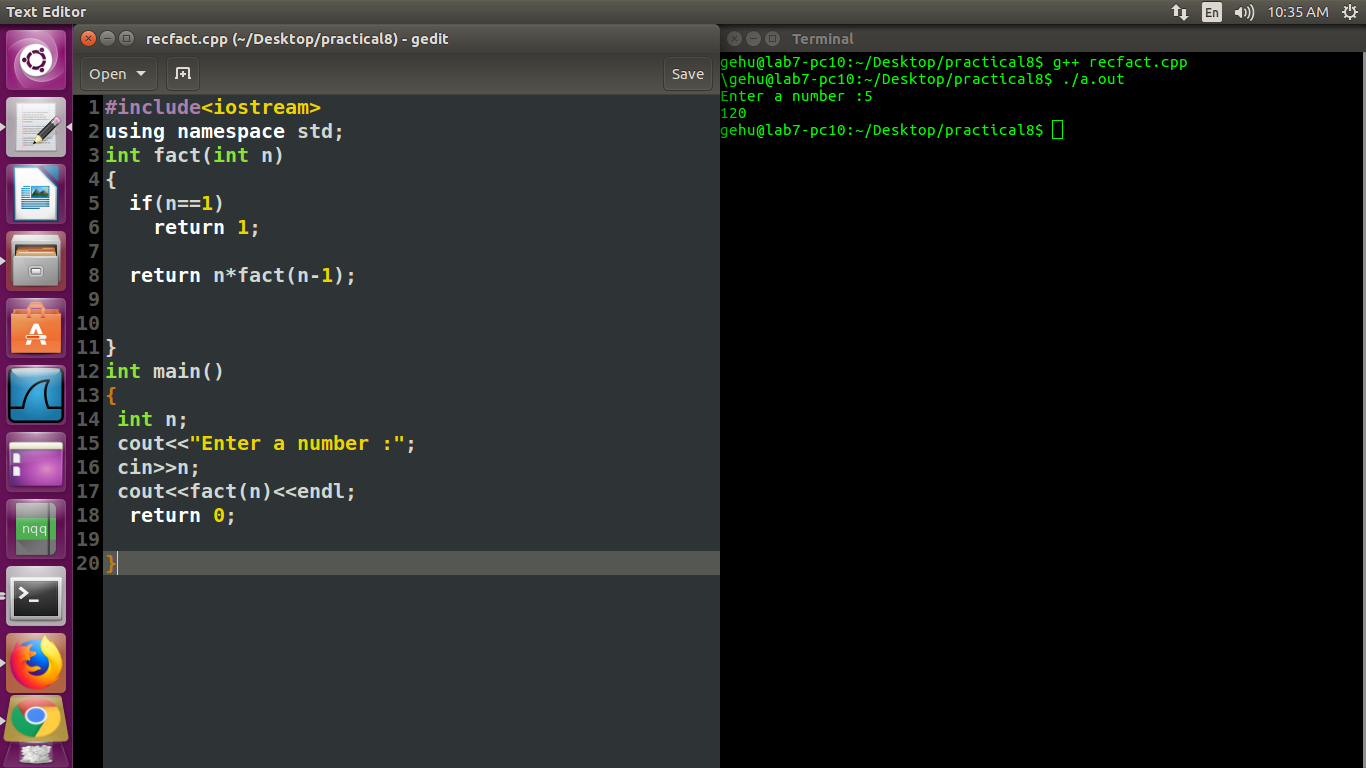 Text Editor
En
10:35 AM
recfact.cpp (~/Desktop/practical8) - gedit
Open
Save
1 #include<iostream>
2 using namespace std;
3 int fact(int n)
4 {
5   if(n==1)
6     return 1;
7
8   return n*fact(n-1);
9
10
11 }
12 int main()
13 {
14  int n;
15  cout<<"Enter a number :";
16  cin>>n;
17  cout<<fact(n)<<endl;
18   return 0;
19
20 }
nqq
>_
Terminal
gehu@lab7-pc10:~/Desktop/practical8$ g++ recfact.cpp
\gehu@lab7-pc10:~/Desktop/practical8$ ./a.out
Enter a number :5
120
gehu@lab7-pc10:~/Desktop/practical8$